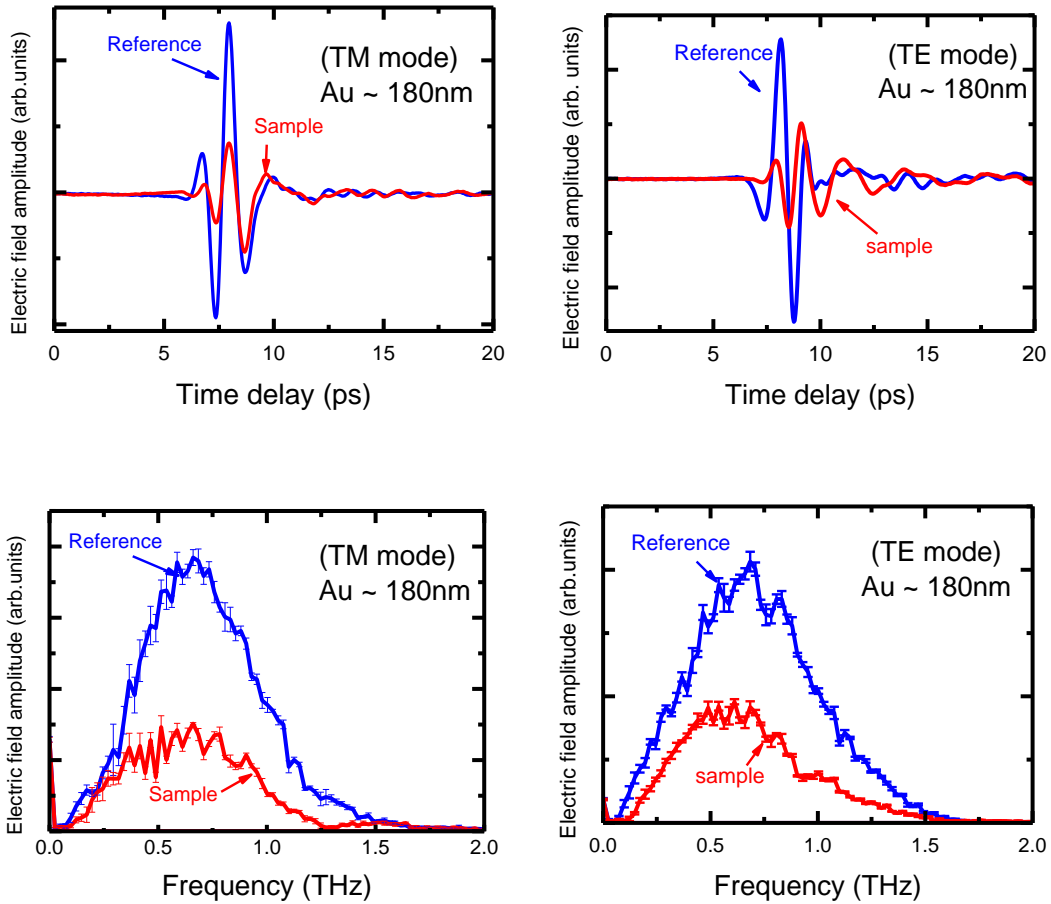 Electric field amplitude (arb.units)
Reference
(TM mode)
Au ~ 180nm
Sample
0
5
10
15
20
Time delay (ps)
Electric field amplitude (arb. units)
Reference
(TE mode)
Au ~ 180nm
sample
0
5
10
15
20
Time delay (ps)
Electric field amplitude (arb.units)
Reference
(TM mode)
Au ~ 180nm
Sample
0.0
0.5
1.0
1.5
2.0
Frequency (THz)
Electric field amplitude (arb.units)
Reference
(TE mode)
Au ~ 180nm
sample
0.0
0.5
1.0
1.5
2.0
Frequency (THz)